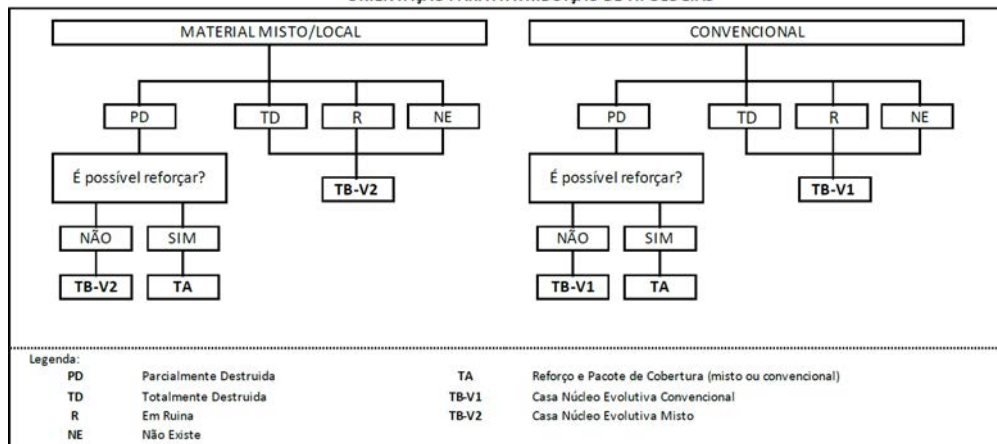 MATERIAL MISTO/LOCAL
CONVENCIONAL
PD
TD
R
NE
PD
TD
R
NE
É possível reforçar?
TB-V2
É possível reforçar?
TB-V1
NÃO
SIM
NÃO
SIM
TB-V2
TA
TB-V1
TA
Legenda:
PD Parcialmente Destruida TA Reforço e Pacote de Cobertura (misto ou convencional)
TD Totalmente Destruida TB-V1 Casa Núcleo Evolutiva Convencional
R Em Ruina TB-V2 Casa Núcleo Evolutiva Misto
NE Não Existe